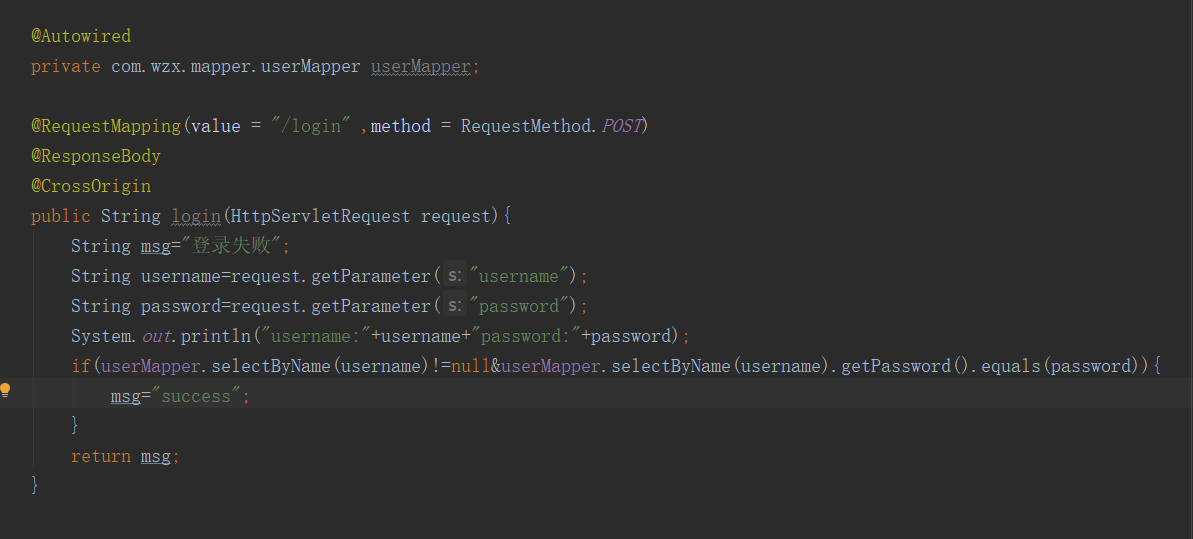 @Autowired
private com.wzx.mapper.userMapper userMapper;
@RequestMapping(value = "/login" ,method = RequestMethod.POST)
@ResponseBody
@CrossOrigin
public String login(HttpServletRequest request){
String msg="登录失败";
String username=request.getParameter( s: "username");
String password=request.getParameter( s: "password");
System.out.println("username:"+username+"password:"+password);
if(userMapper.selectByName(username)!=null&userMapper.selectByName(username).getPassword().equals(password)){
msg="success";
}
return msg;
}